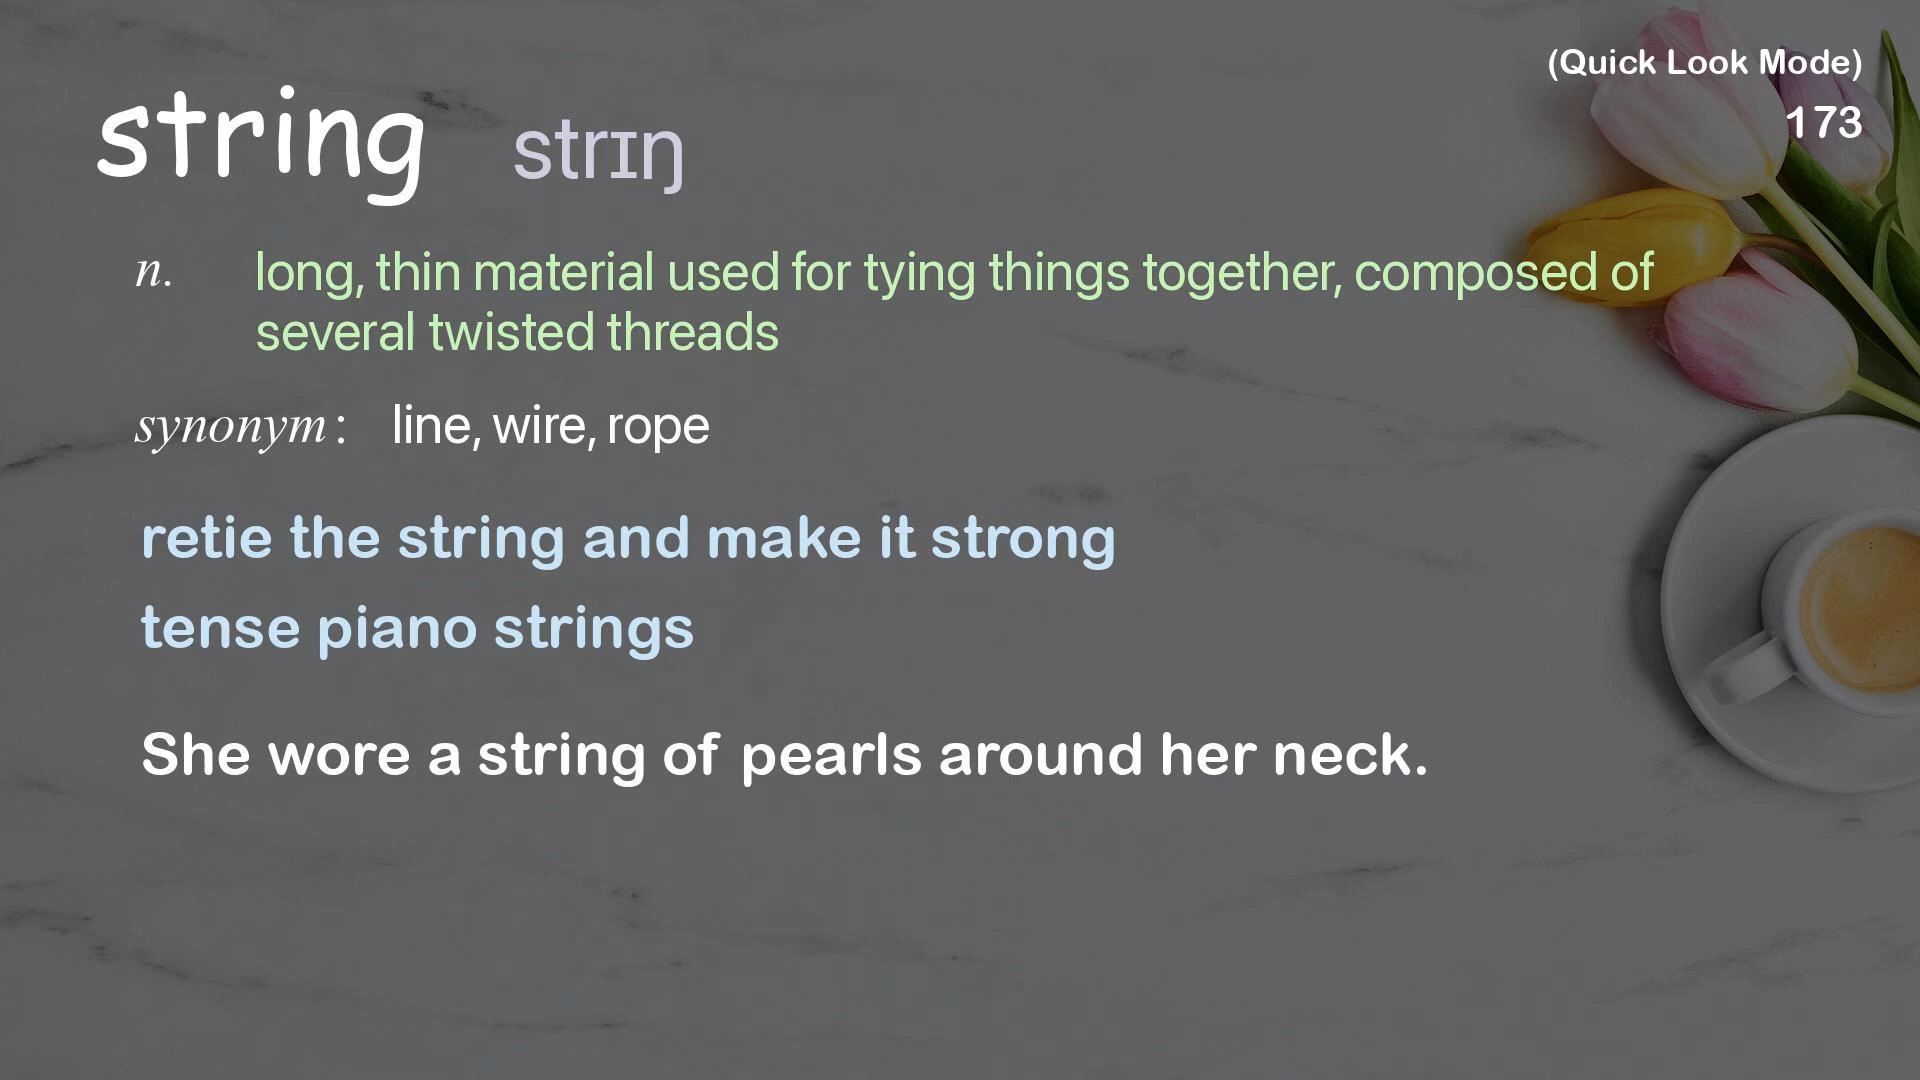 (Quick Look Mode)
173
string strɪŋ
n. long, thin material used for tying things together, composed of
several twisted threads
synonym: line, wire, rope
retie the string and make it strong
tense piano strings
She wore a string of pearls around her neck.